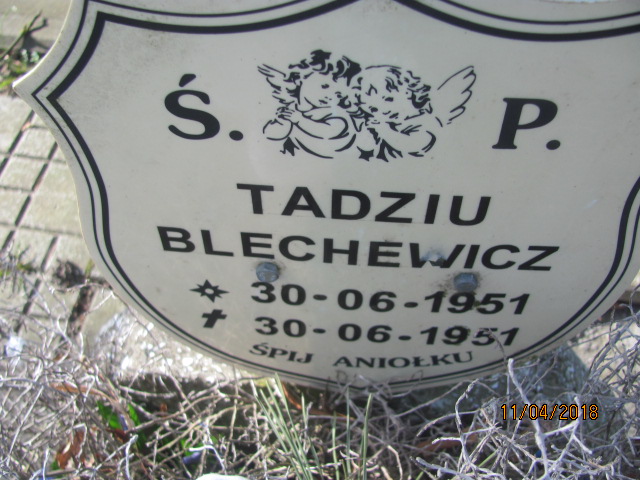 Ś. P.
TADZIU
BLECHEWICZ
30-06-1951
✝ 30-06-1951
ŚPIJ ANIOŁKU
11/04/2018